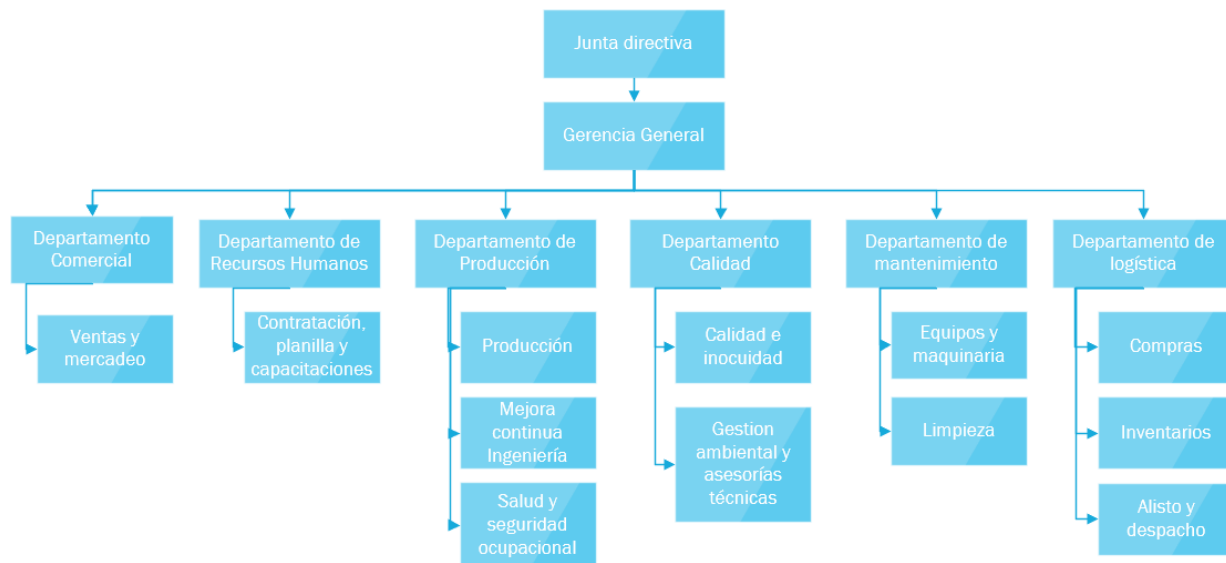 Junta directiva
Gerencia General
Departamento
Comercial
Departamento de
Recursos Humanos
Departamento de
Producción
Departamento
Calidad
Departamento de
mantenimiento
Departamento de
logística
Ventas y
mercadeo
Contratación,
planilla y
capacitaciones
Producción
Mejora
continua
Ingeniería
Salud y
seguridad
ocupacional
Calidad e
inocuidad
Gestion
ambiental y
asesorías
técnicas
Equipos y
maquinaria
Limpieza
Compras
Inventarios
Alisto y
despacho